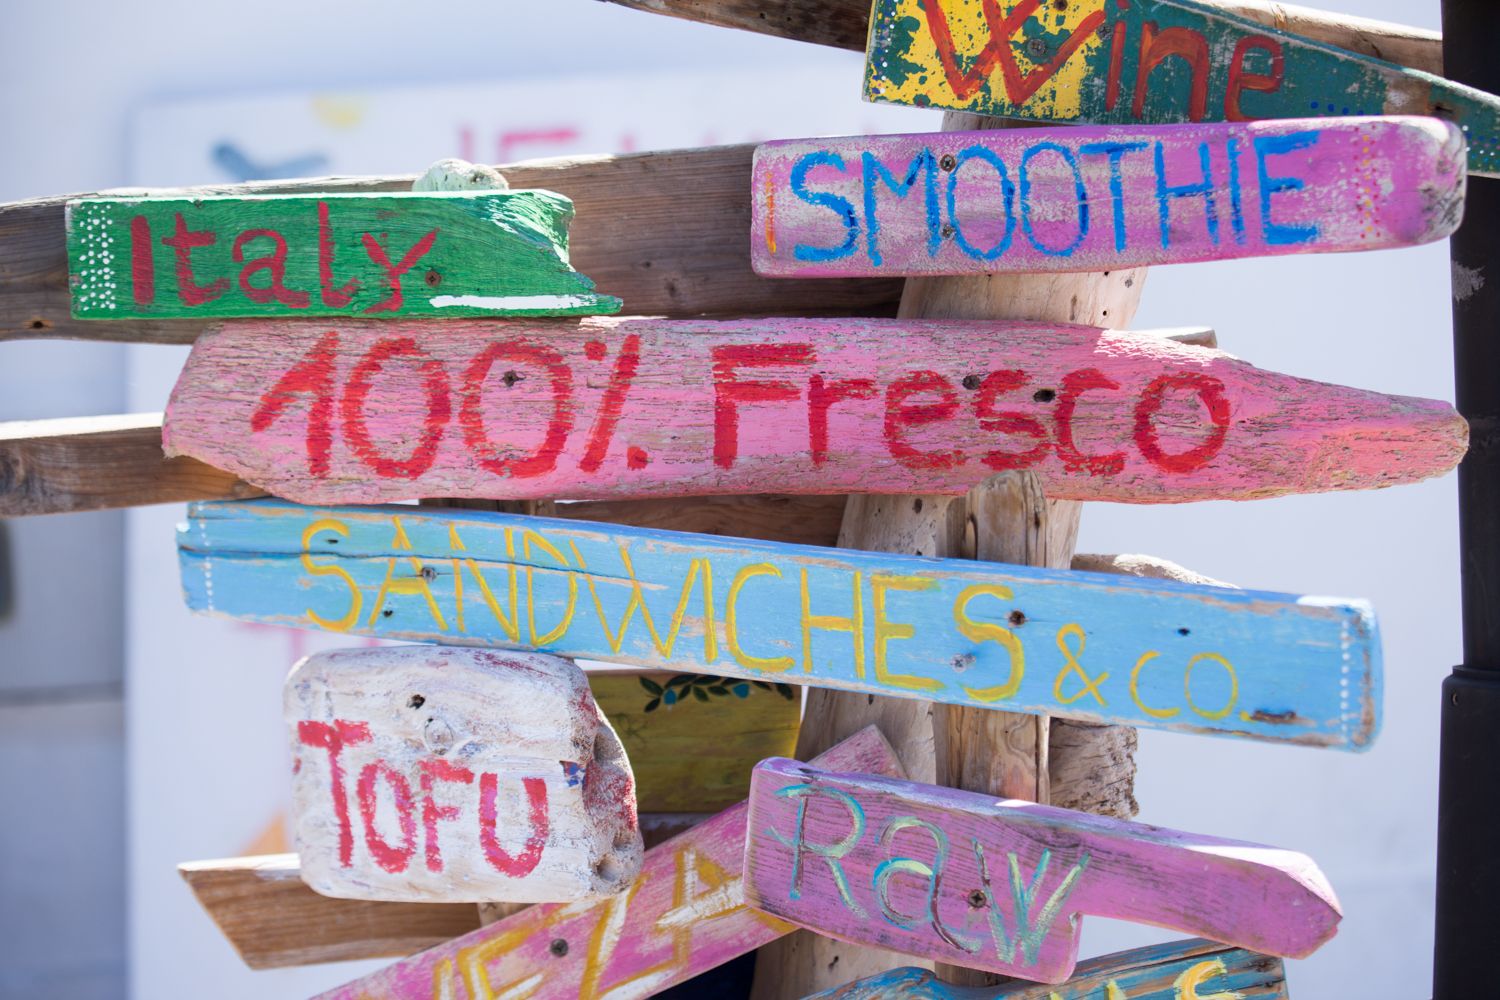 Wine
SMOOTHIE
Italy
100% Fresco
SANDWICHES & CO.
TOFU
Raw